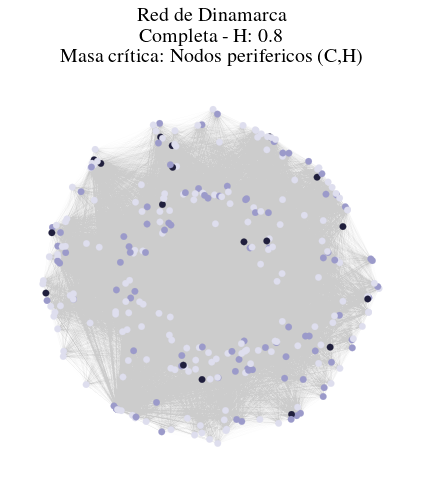 Red de Dinamarca
Completa - H: 0.8
Masa crítica: Nodos perifericos (C,H)